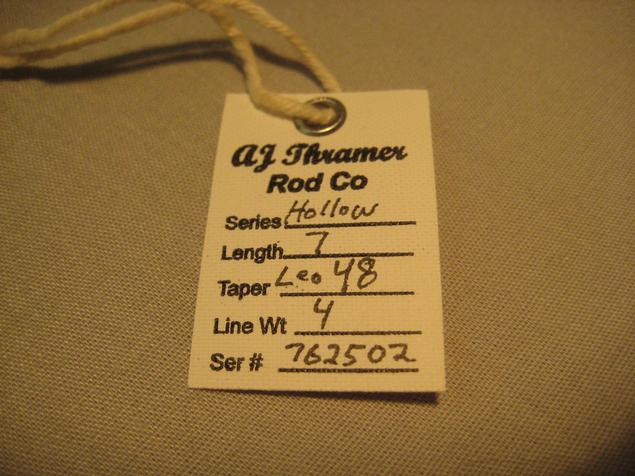 AJ Thramer
Rod Co
Series Hollow
Length 7
Taper Leo 48
Line Wt 4
Ser # 762502